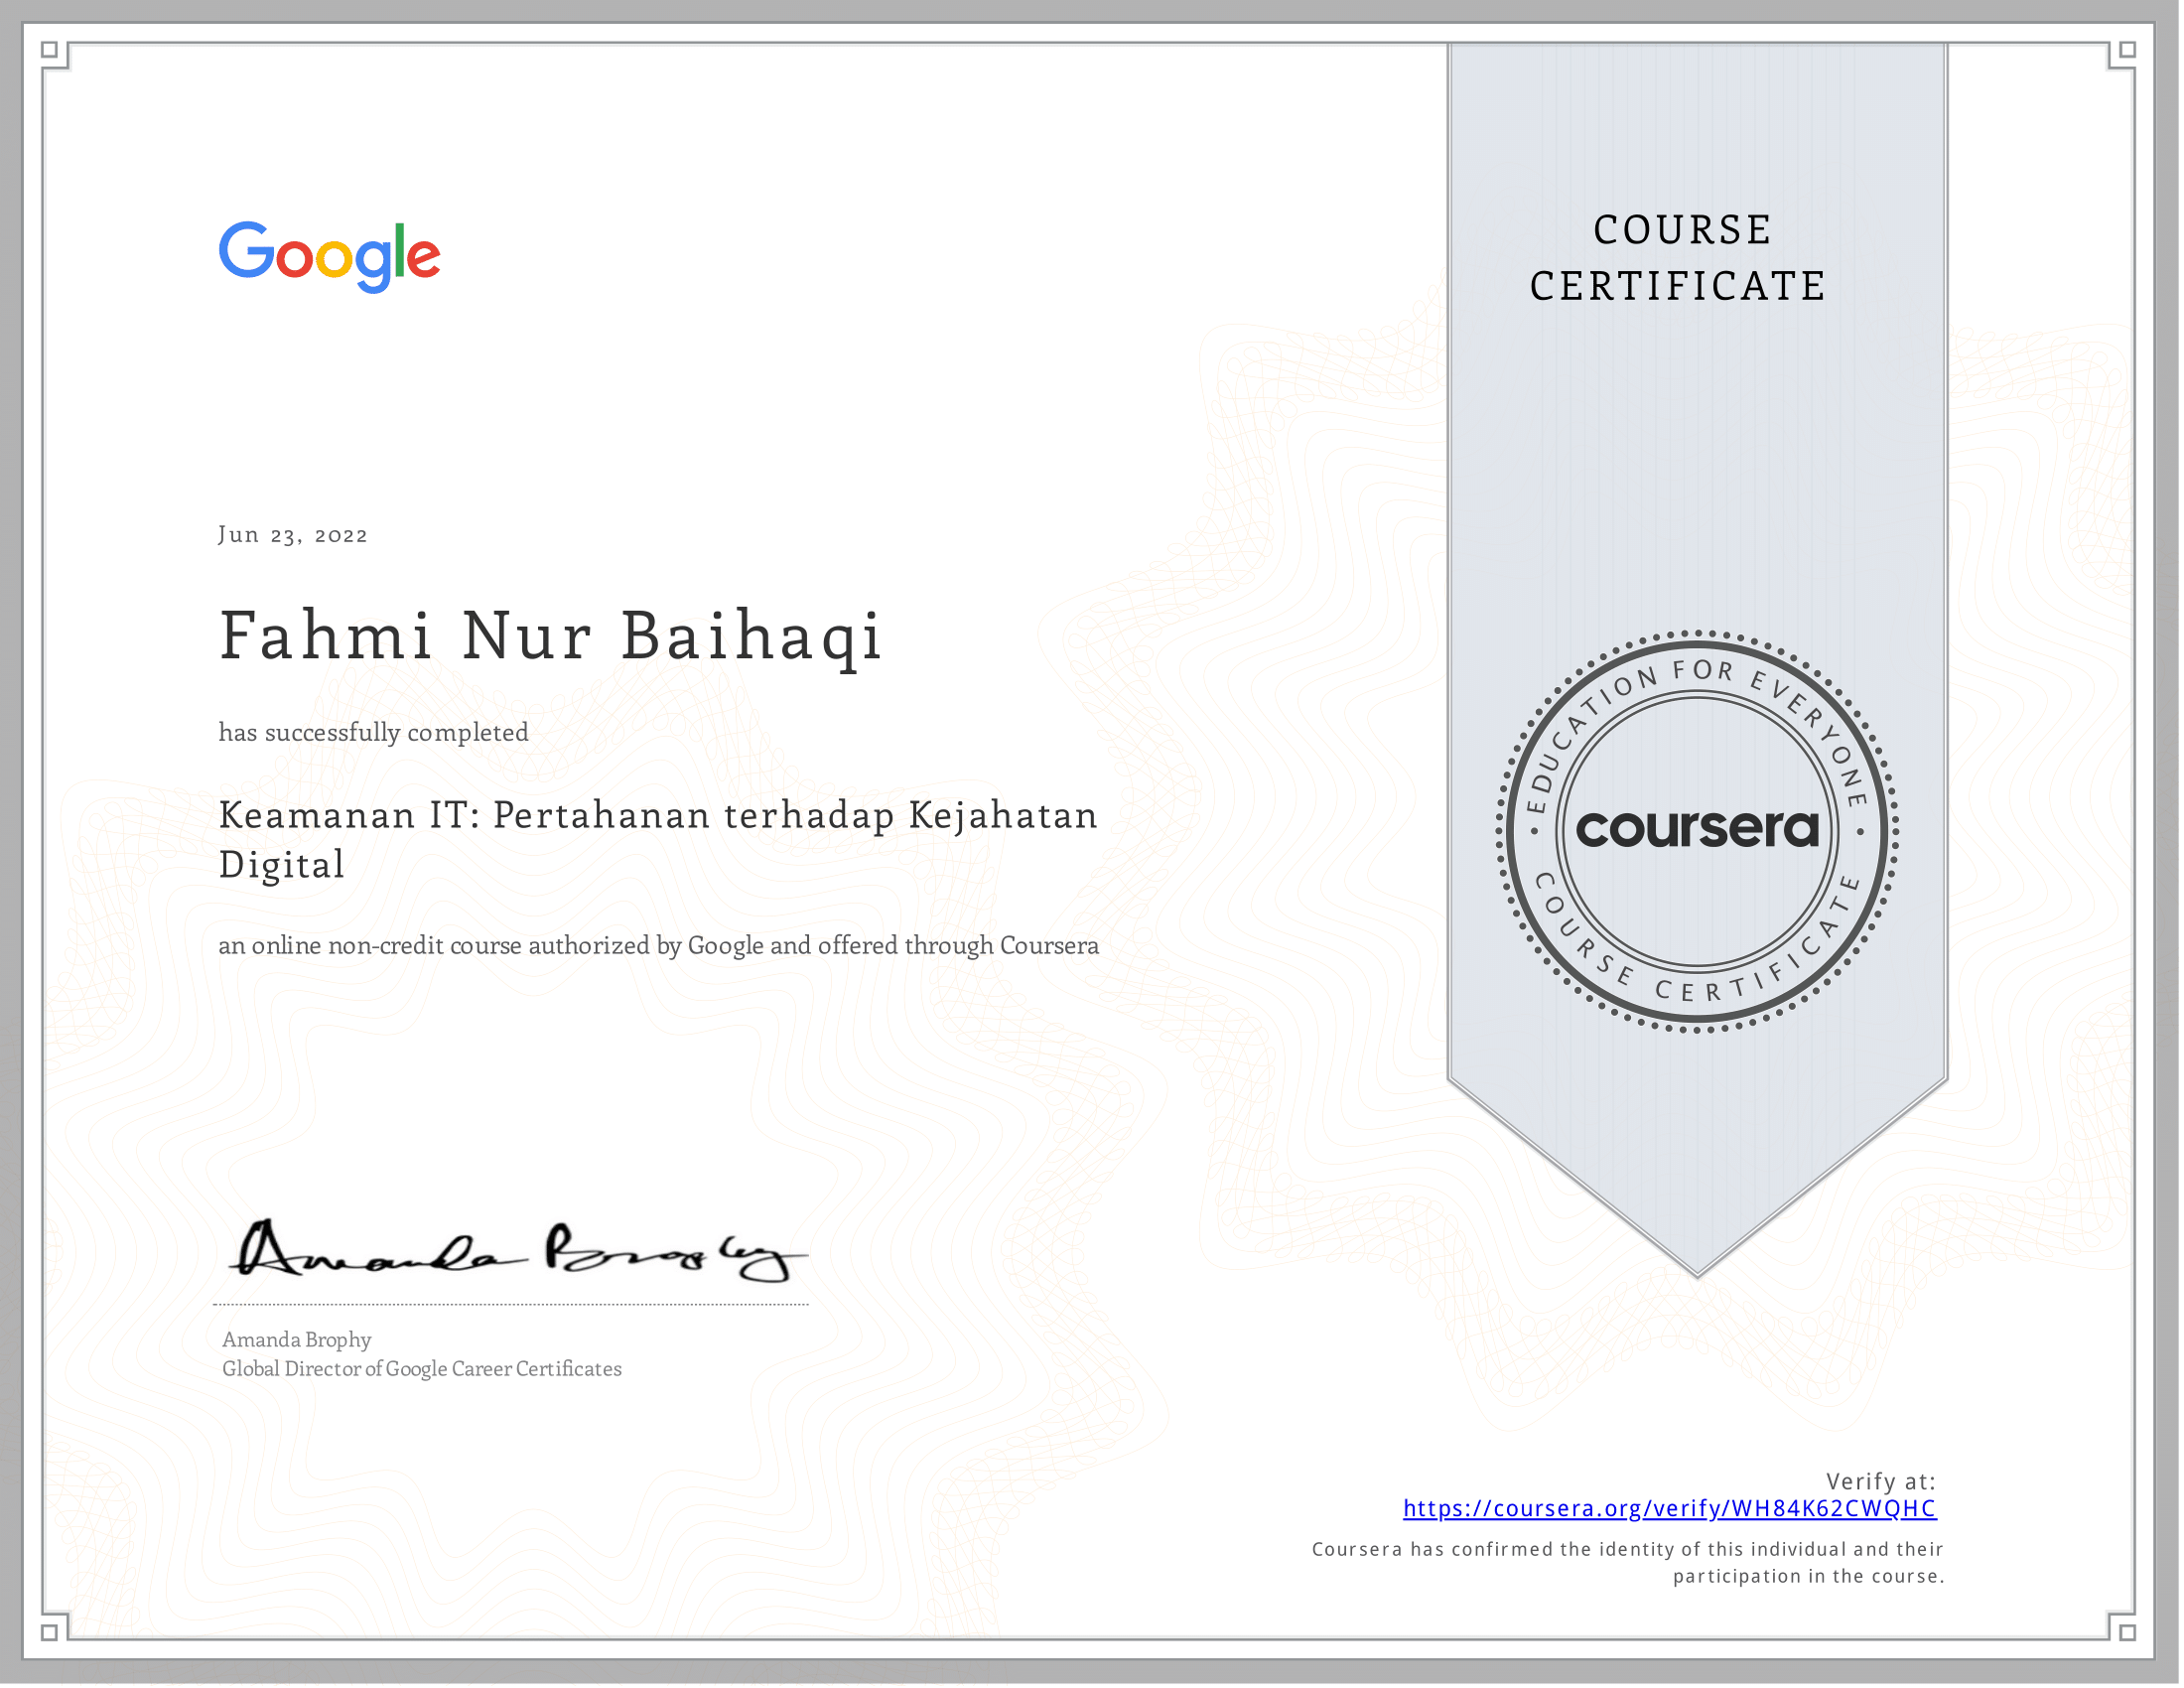 Google
COURSE
CERTIFICATE
Jun 23, 2022
Fahmi Nur Baihaqi
has successfully completed
Keamanan IT: Pertahanan terhadap Kejahatan
Digital
an online non-credit course authorized by Google and offered through Coursera
EDUCATION FOR EVERYONE
coursera
COURSE CERTIFICATE
Amanda Brophy
Amanda Brophy
Global Director of Google Career Certificates
Verify at:
https://coursera.org/verify/WH84K62CWQHC
Coursera has confirmed the identity of this individual and their
participation in the course.